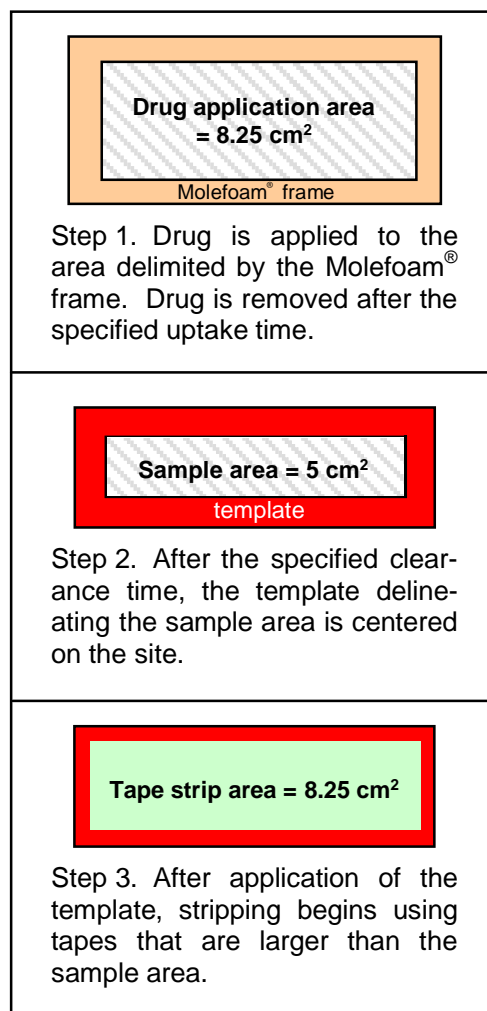 Drug application area
= 8.25 cm²
Molefoam® frame
Step 1. Drug is applied to the
area delimited by the Molefoam®
frame. Drug is removed after the
specified uptake time.
Sample area = 5 cm²
template
Step 2. After the specified clear-
ance time, the template deline-
ating the sample area is centered
on the site.
Tape strip area = 8.25 cm²
Step 3. After application of the
template, stripping begins using
tapes that are larger than the
sample area.